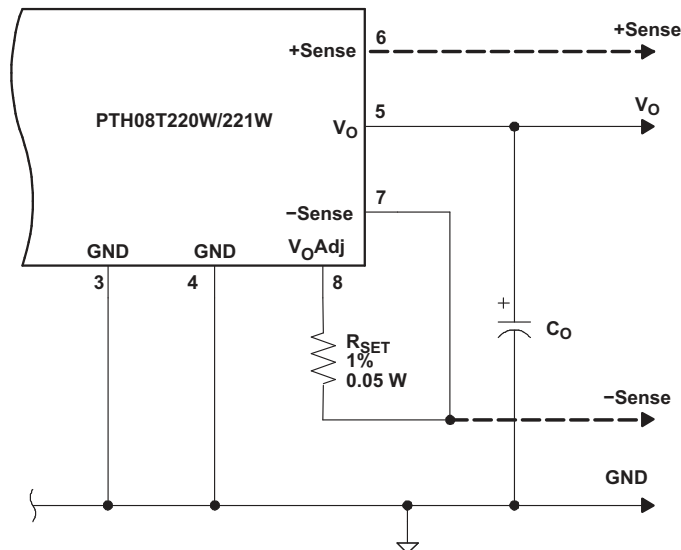 +Sense
6
+Sense
PTH08T220W/221W
VO
5
VO
−Sense
7
GND
GND
VOAdj
3
4
8
+
CO
RSET
1%
0.05 W
−Sense
GND